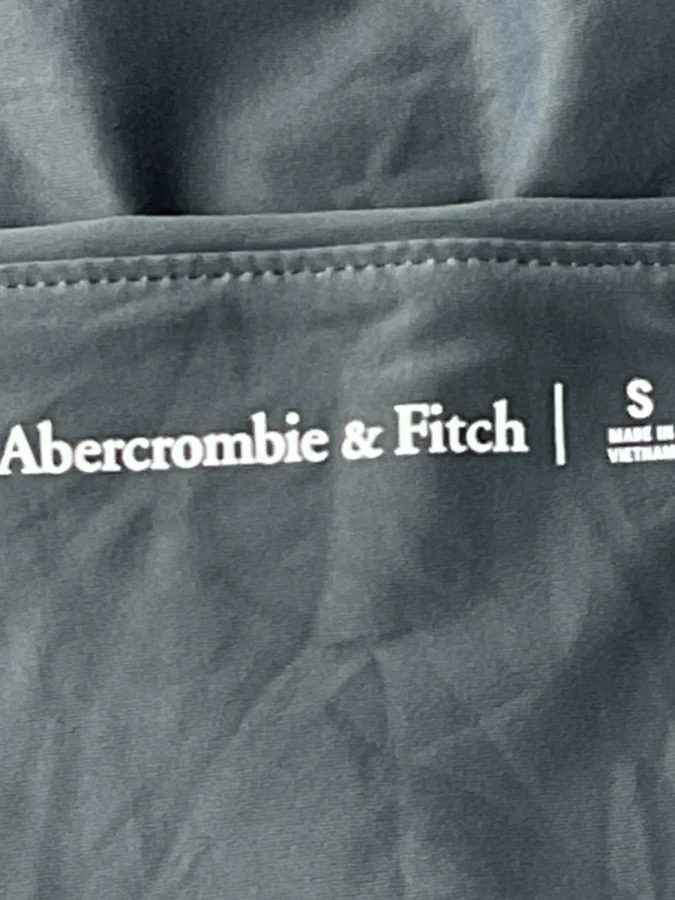 Abercrombie & Fitch | S
MADE IN
VIETNAM